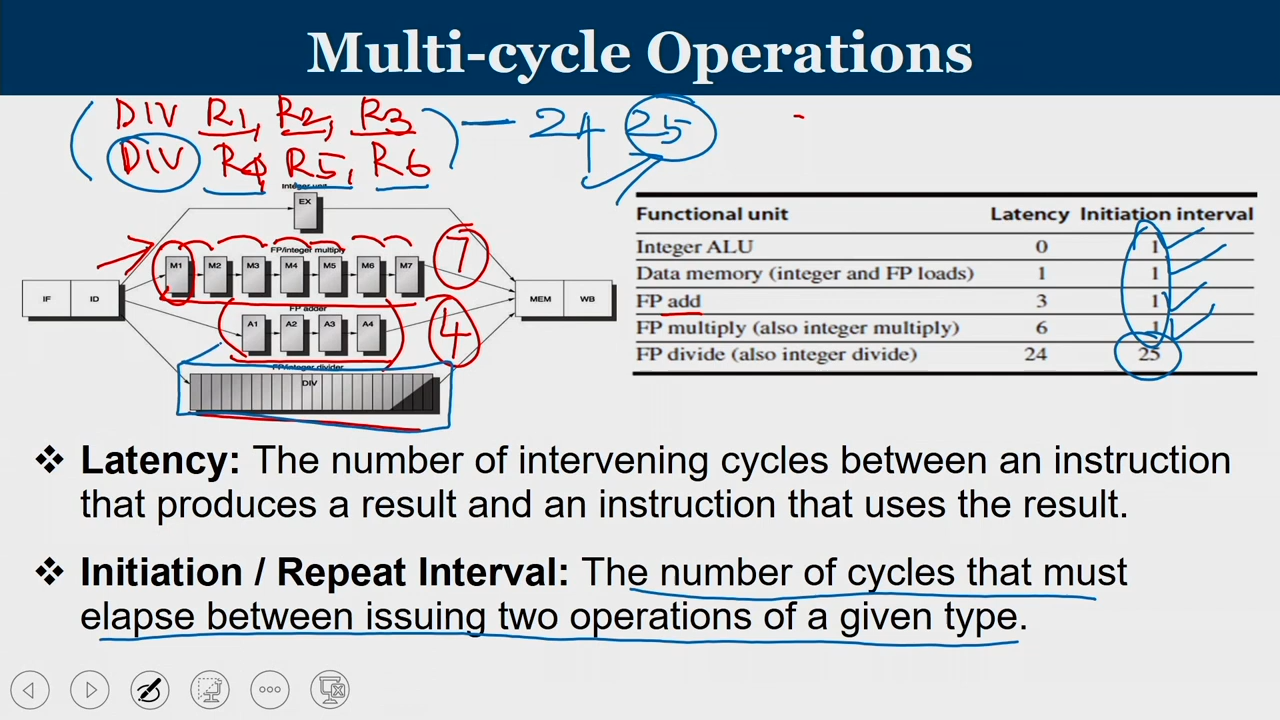 Multi-cycle Operations
DIV R1, R2, R3
DIV R4, R5, R6
24 25
Integer unit
EX
FP/integer multiply
M1 M2 M3 M4 M5 M6 M7
7
IF ID
MEM WB
FP adder
A1 A2 A3 A4
4
FP/integer divider
DIV
Functional unit Latency Initiation interval
Integer ALU 0 1
Data memory (integer and FP loads) 1 1
FP add 3 1
FP multiply (also integer multiply) 6 1
FP divide (also integer divide) 24 25
❖ Latency: The number of intervening cycles between an instruction
that produces a result and an instruction that uses the result.
❖ Initiation / Repeat Interval: The number of cycles that must
elapse between issuing two operations of a given type.